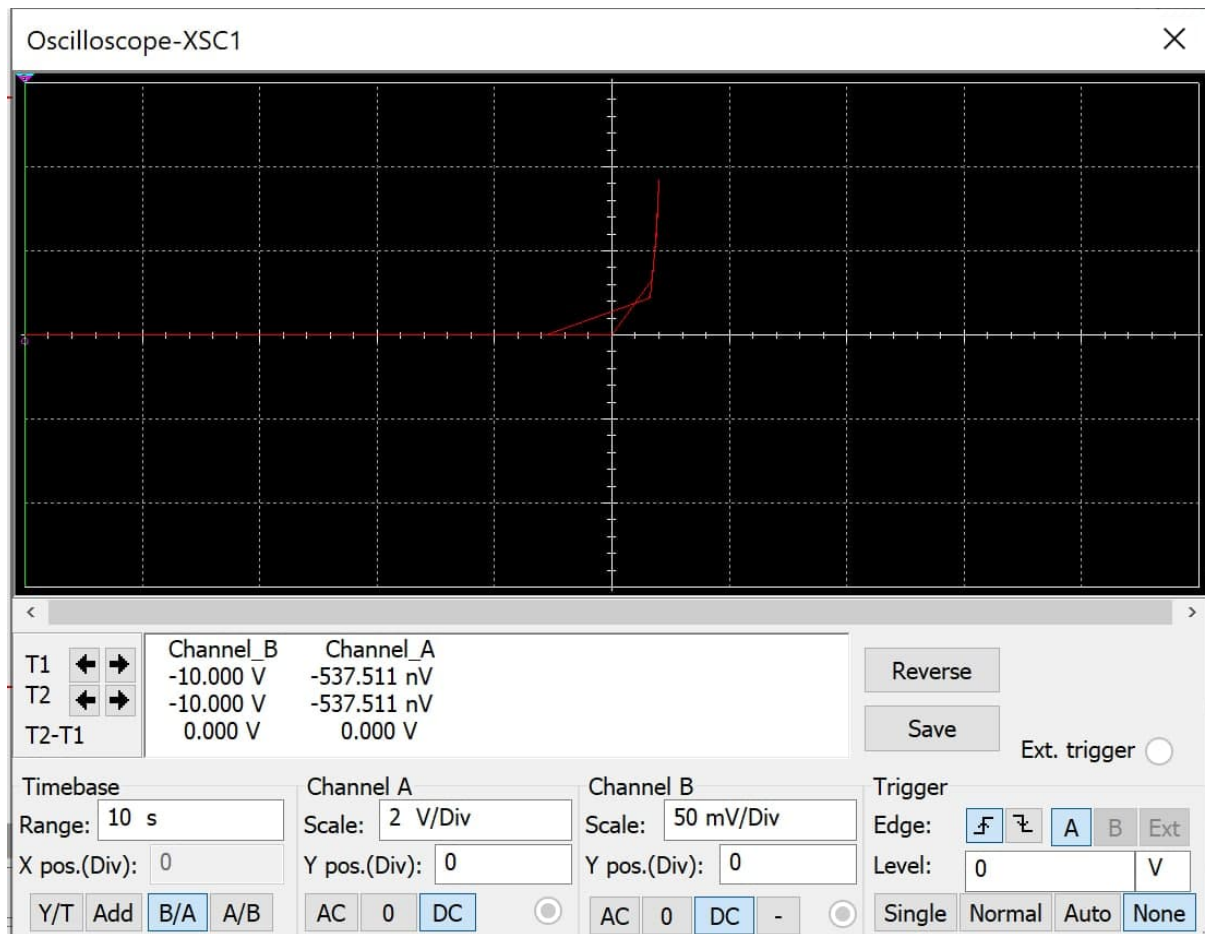 Oscilloscope-XSC1
Channel_B Channel_A
T1 -10.000 V -537.511 nV
T2 -10.000 V -537.511 nV
T2-T1 0.000 V 0.000 V
Reverse
Save
Ext. trigger
Timebase
Range: 10 s
X pos.(Div): 0
Y/T Add B/A A/B
Channel A
Scale: 2 V/Div
Y pos.(Div): 0
AC 0 DC
Channel B
Scale: 50 mV/Div
Y pos.(Div): 0
AC 0 DC -
Trigger
Edge: A B Ext
Level: 0 V
Single Normal Auto None